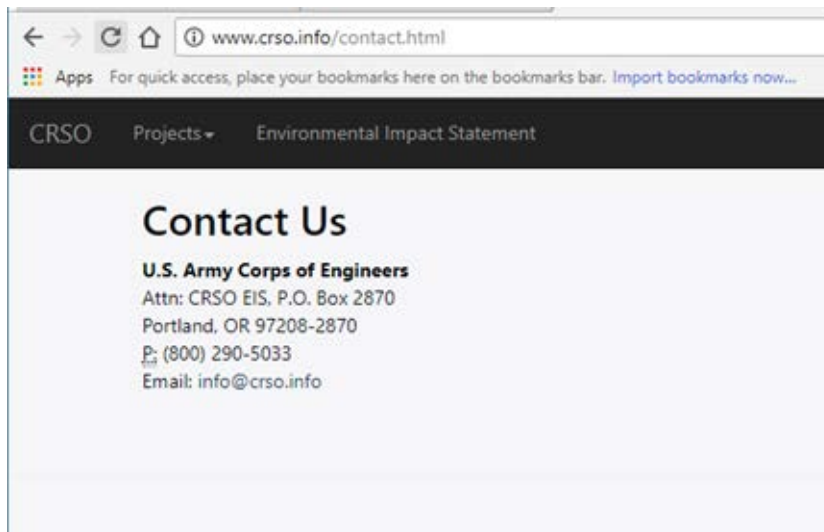 www.crso.info/contact.html
Apps For quick access, place your bookmarks here on the bookmarks bar. Import bookmarks now...
CRSO Projects Environmental Impact Statement
Contact Us
U.S. Army Corps of Engineers
Attn: CRSO EIS, P.O. Box 2870
Portland, OR 97208-2870
P: (800) 290-5033
Email: info@crso.info